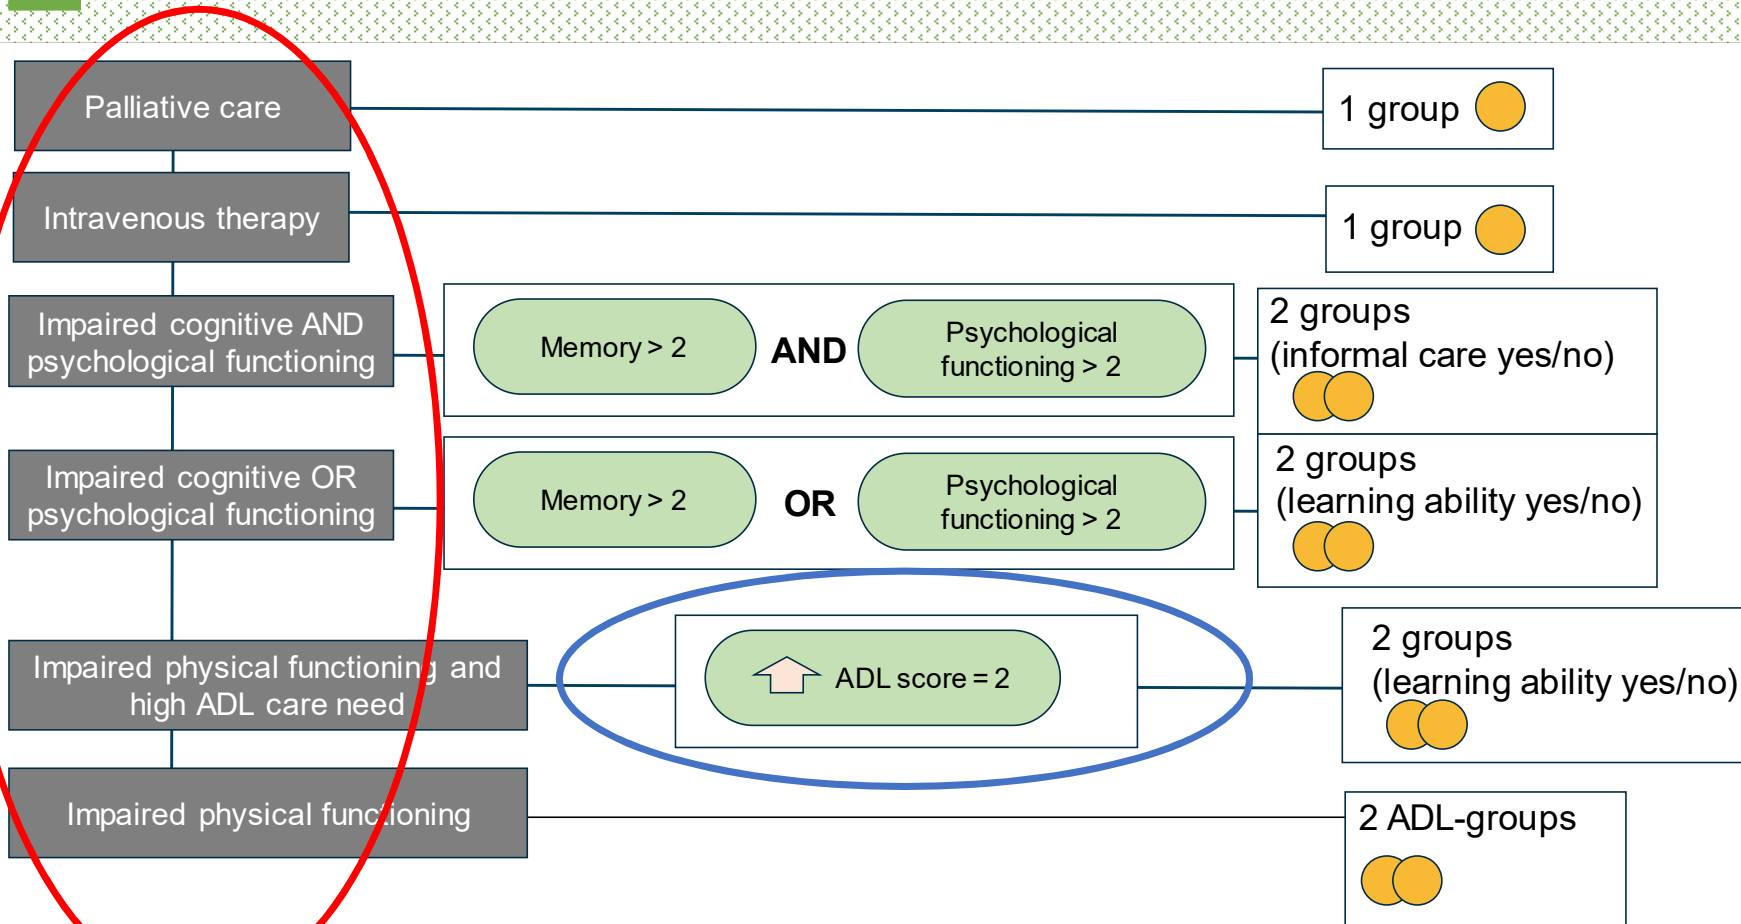 Palliative care
1 group
Intravenous therapy
1 group
Impaired cognitive AND
psychological functioning
Memory > 2
AND
Psychological
functioning > 2
2 groups
(informal care yes/no)
Impaired cognitive OR
psychological functioning
Memory > 2
OR
Psychological
functioning > 2
2 groups
(learning ability yes/no)
Impaired physical functioning and
high ADL care need
ADL score = 2
2 groups
(learning ability yes/no)
Impaired physical functioning
2 ADL-groups